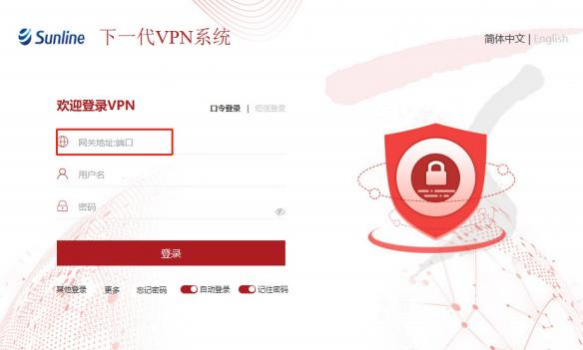 Sunline 下一代VPN系统 简体中文 | English
欢迎登录VPN 口令登录 | 短信登录
网关地址:端口
用户名
密码
登录
其他登录 更多 忘记密码 自动登录 记住密码